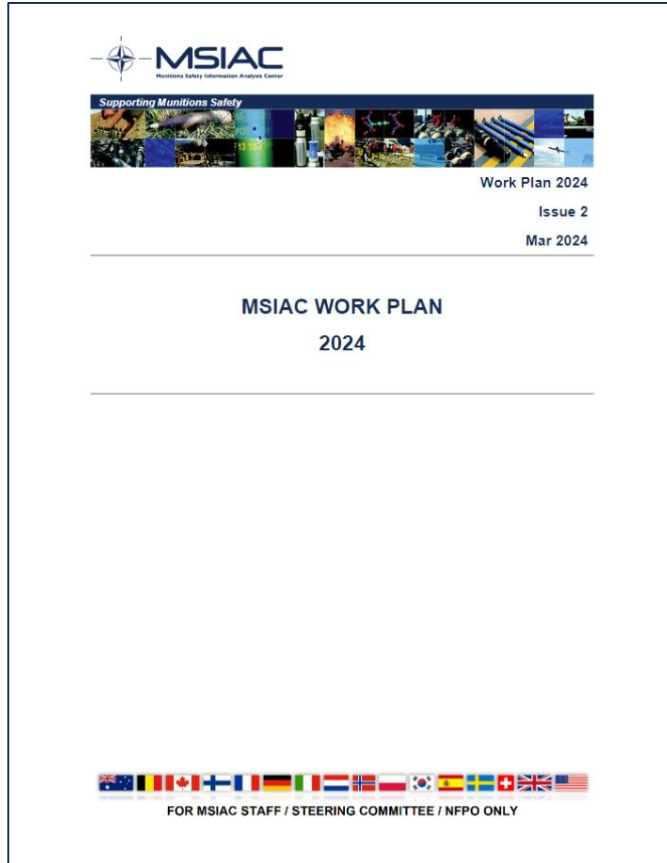 MSIAC
Munitions Safety Information Analysis Center
Supporting Munitions Safety
Work Plan 2024
Issue 2
Mar 2024
MSIAC WORK PLAN
2024
FOR MSIAC STAFF / STEERING COMMITTEE / NFPO ONLY